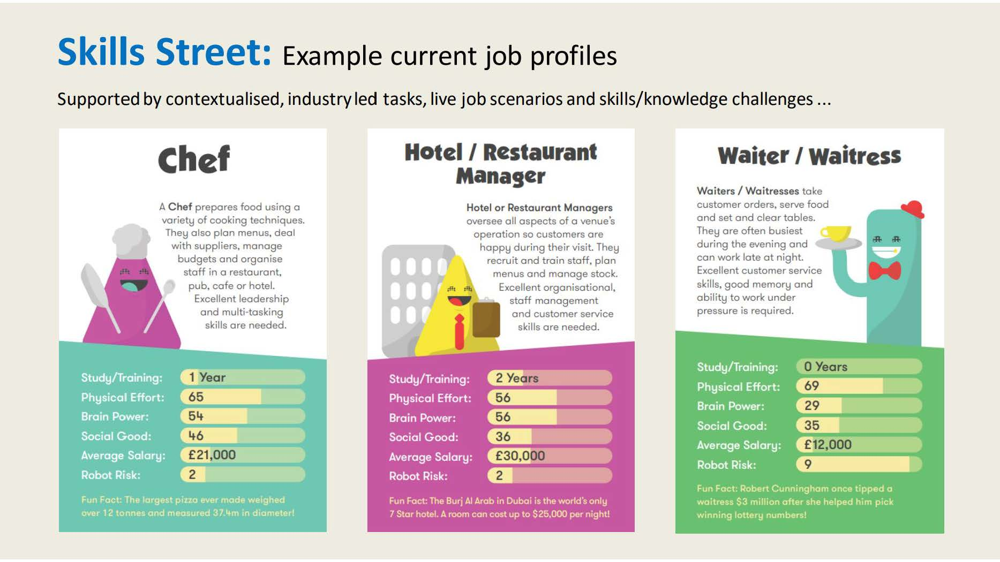 Skills Street: Example current job profiles
Supported by contextualised, industry led tasks, live job scenarios and skills/knowledge challenges ...
Chef
A Chef prepares food using a
variety of cooking techniques.
They also plan menus, deal
with suppliers, manage
budgets and organise
staff in a restaurant,
pub, cafe or hotel.
Excellent leadership
and multi-tasking
skills are needed.
Study/Training: 1 Year
Physical Effort: 65
Brain Power: 54
Social Good: 46
Average Salary: £21,000
Robot Risk: 2
Fun Fact: The largest pizza ever made weighed
over 12 tonnes and measured 37.4m in diameter!
Hotel / Restaurant
Manager
Hotel or Restaurant Managers
oversee all aspects of a venue's
operation so customers are
happy during their visit. They
recruit and train staff, plan
menus and manage stock.
Excellent organisational,
staff management
and customer service
skills are needed.
Study/Training: 2 Years
Physical Effort: 56
Brain Power: 56
Social Good: 36
Average Salary: £30,000
Robot Risk: 2
Fun Fact: The Burj Al Arab in Dubai is the world's only
7 Star hotel. A room can cost up to $25,000 per night!
Waiter / Waitress
Waiters / Waitresses take
customer orders, serve food
and set and clear tables.
They are often busiest
during the evening and
can work late at night.
Excellent customer service
skills, good memory and
ability to work under
pressure is required.
Study/Training: 0 Years
Physical Effort: 69
Brain Power: 29
Social Good: 35
Average Salary: £12,000
Robot Risk: 9
Fun Fact: Robert Cunningham once tipped a
waitress $3 million after she helped him pick
winning lottery numbers!